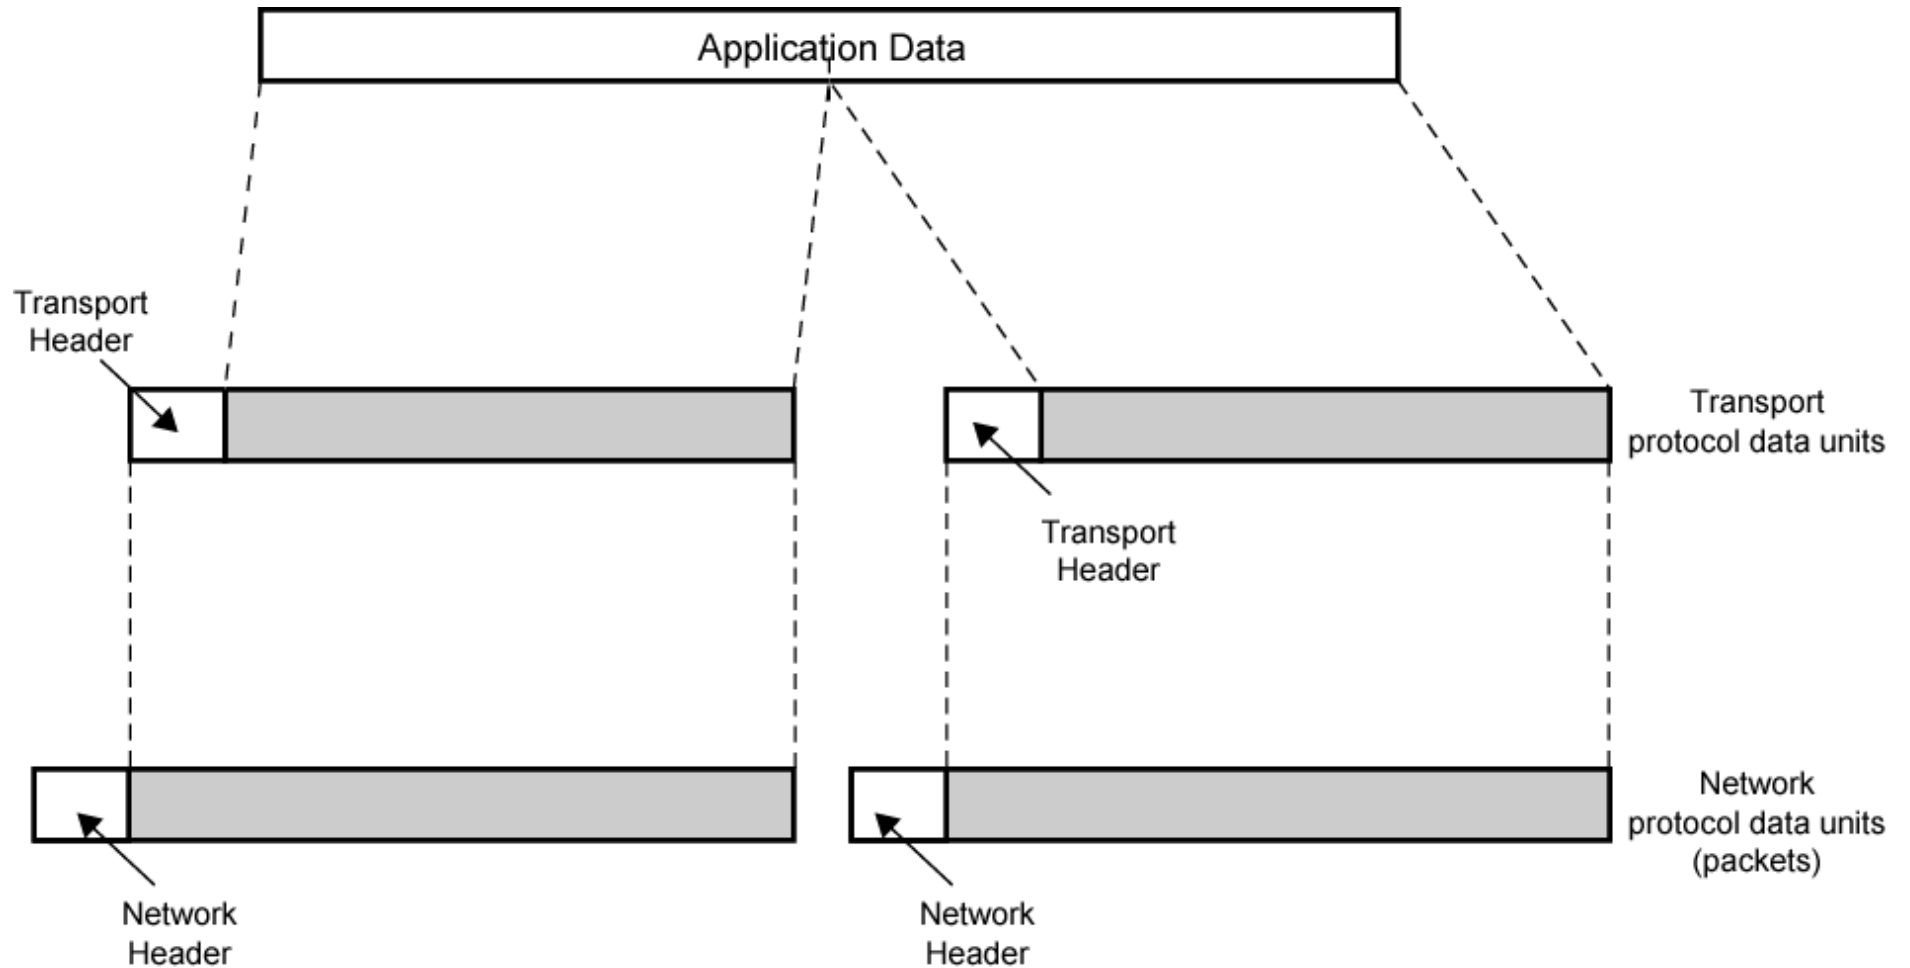 Application Data
Transport
Header
Transport
protocol data units
Transport
Header
Network
protocol data units
(packets)
Network
Header
Network
Header